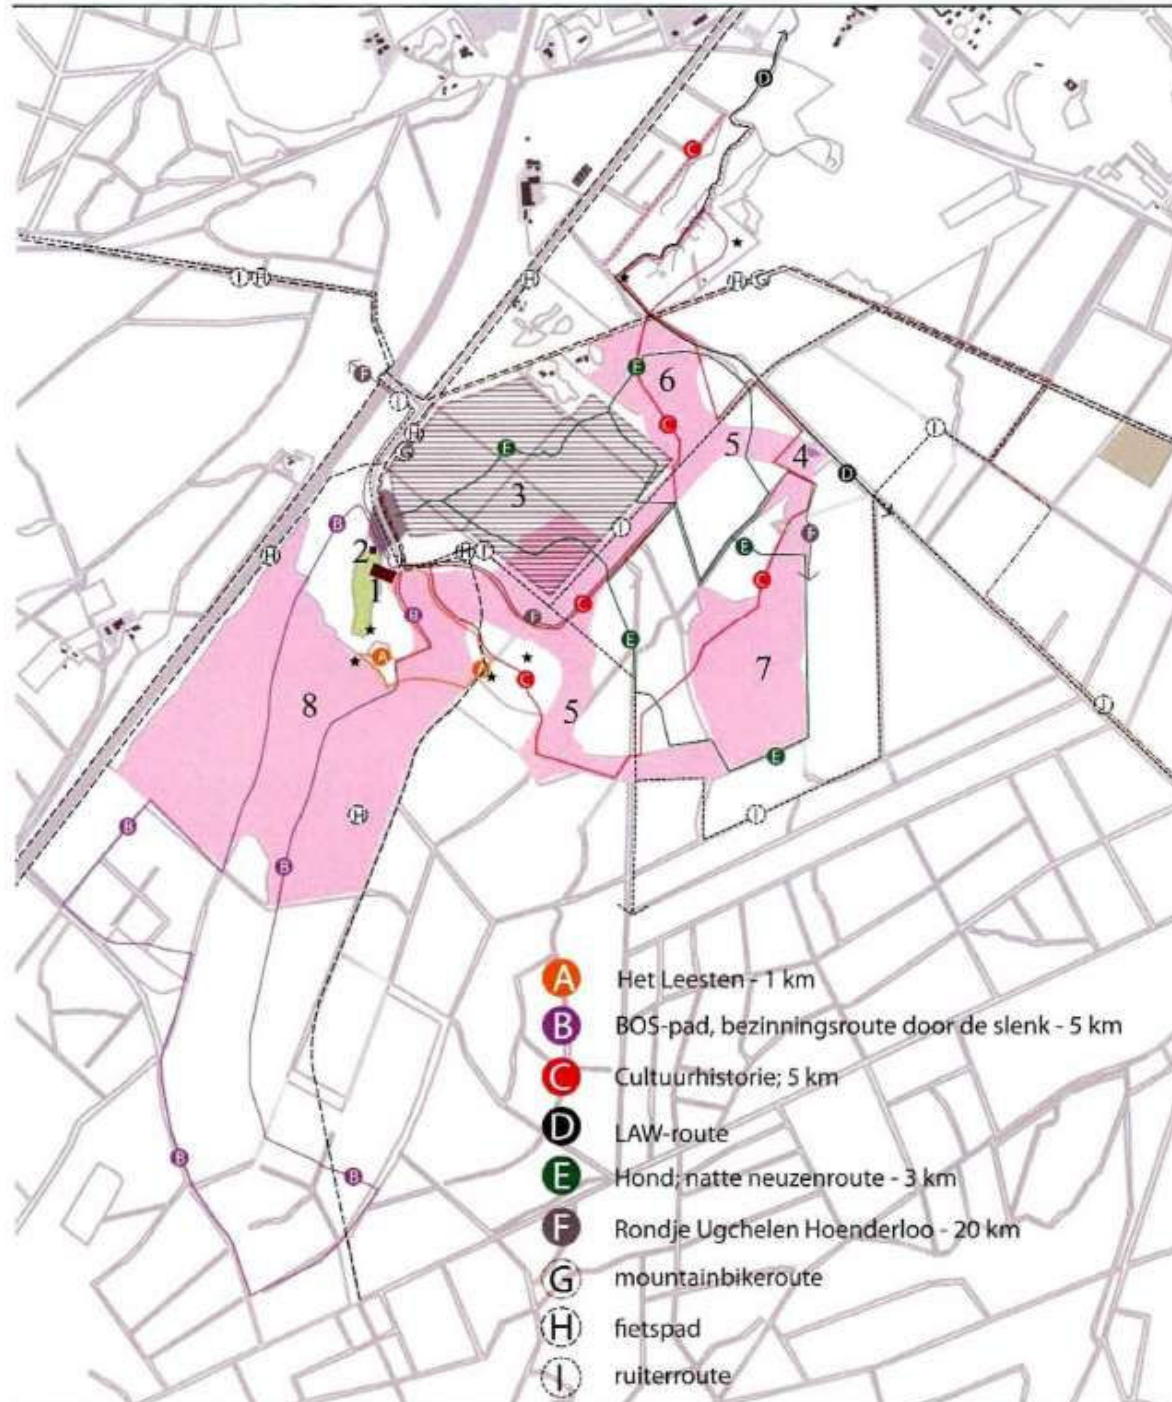 D
C
I H
H
H G
E
F
6
I
C
I
H
5
E
G
4
D
3
B
I
F
E
2
H I
H
C
1
C
B
F
E
A
A
7
C
8
5
I
E
H
I
B
B
A Het Leesten - 1 km
B BOS-pad, bezinningsroute door de slenk - 5 km
C Cultuurhistorie; 5 km
D LAW-route
B
E Hond; natte neuzenroute - 3 km
B
F Rondje Ugchelen Hoenderloo - 20 km
G mountainbikeroute
H fietspad
I ruiterroute